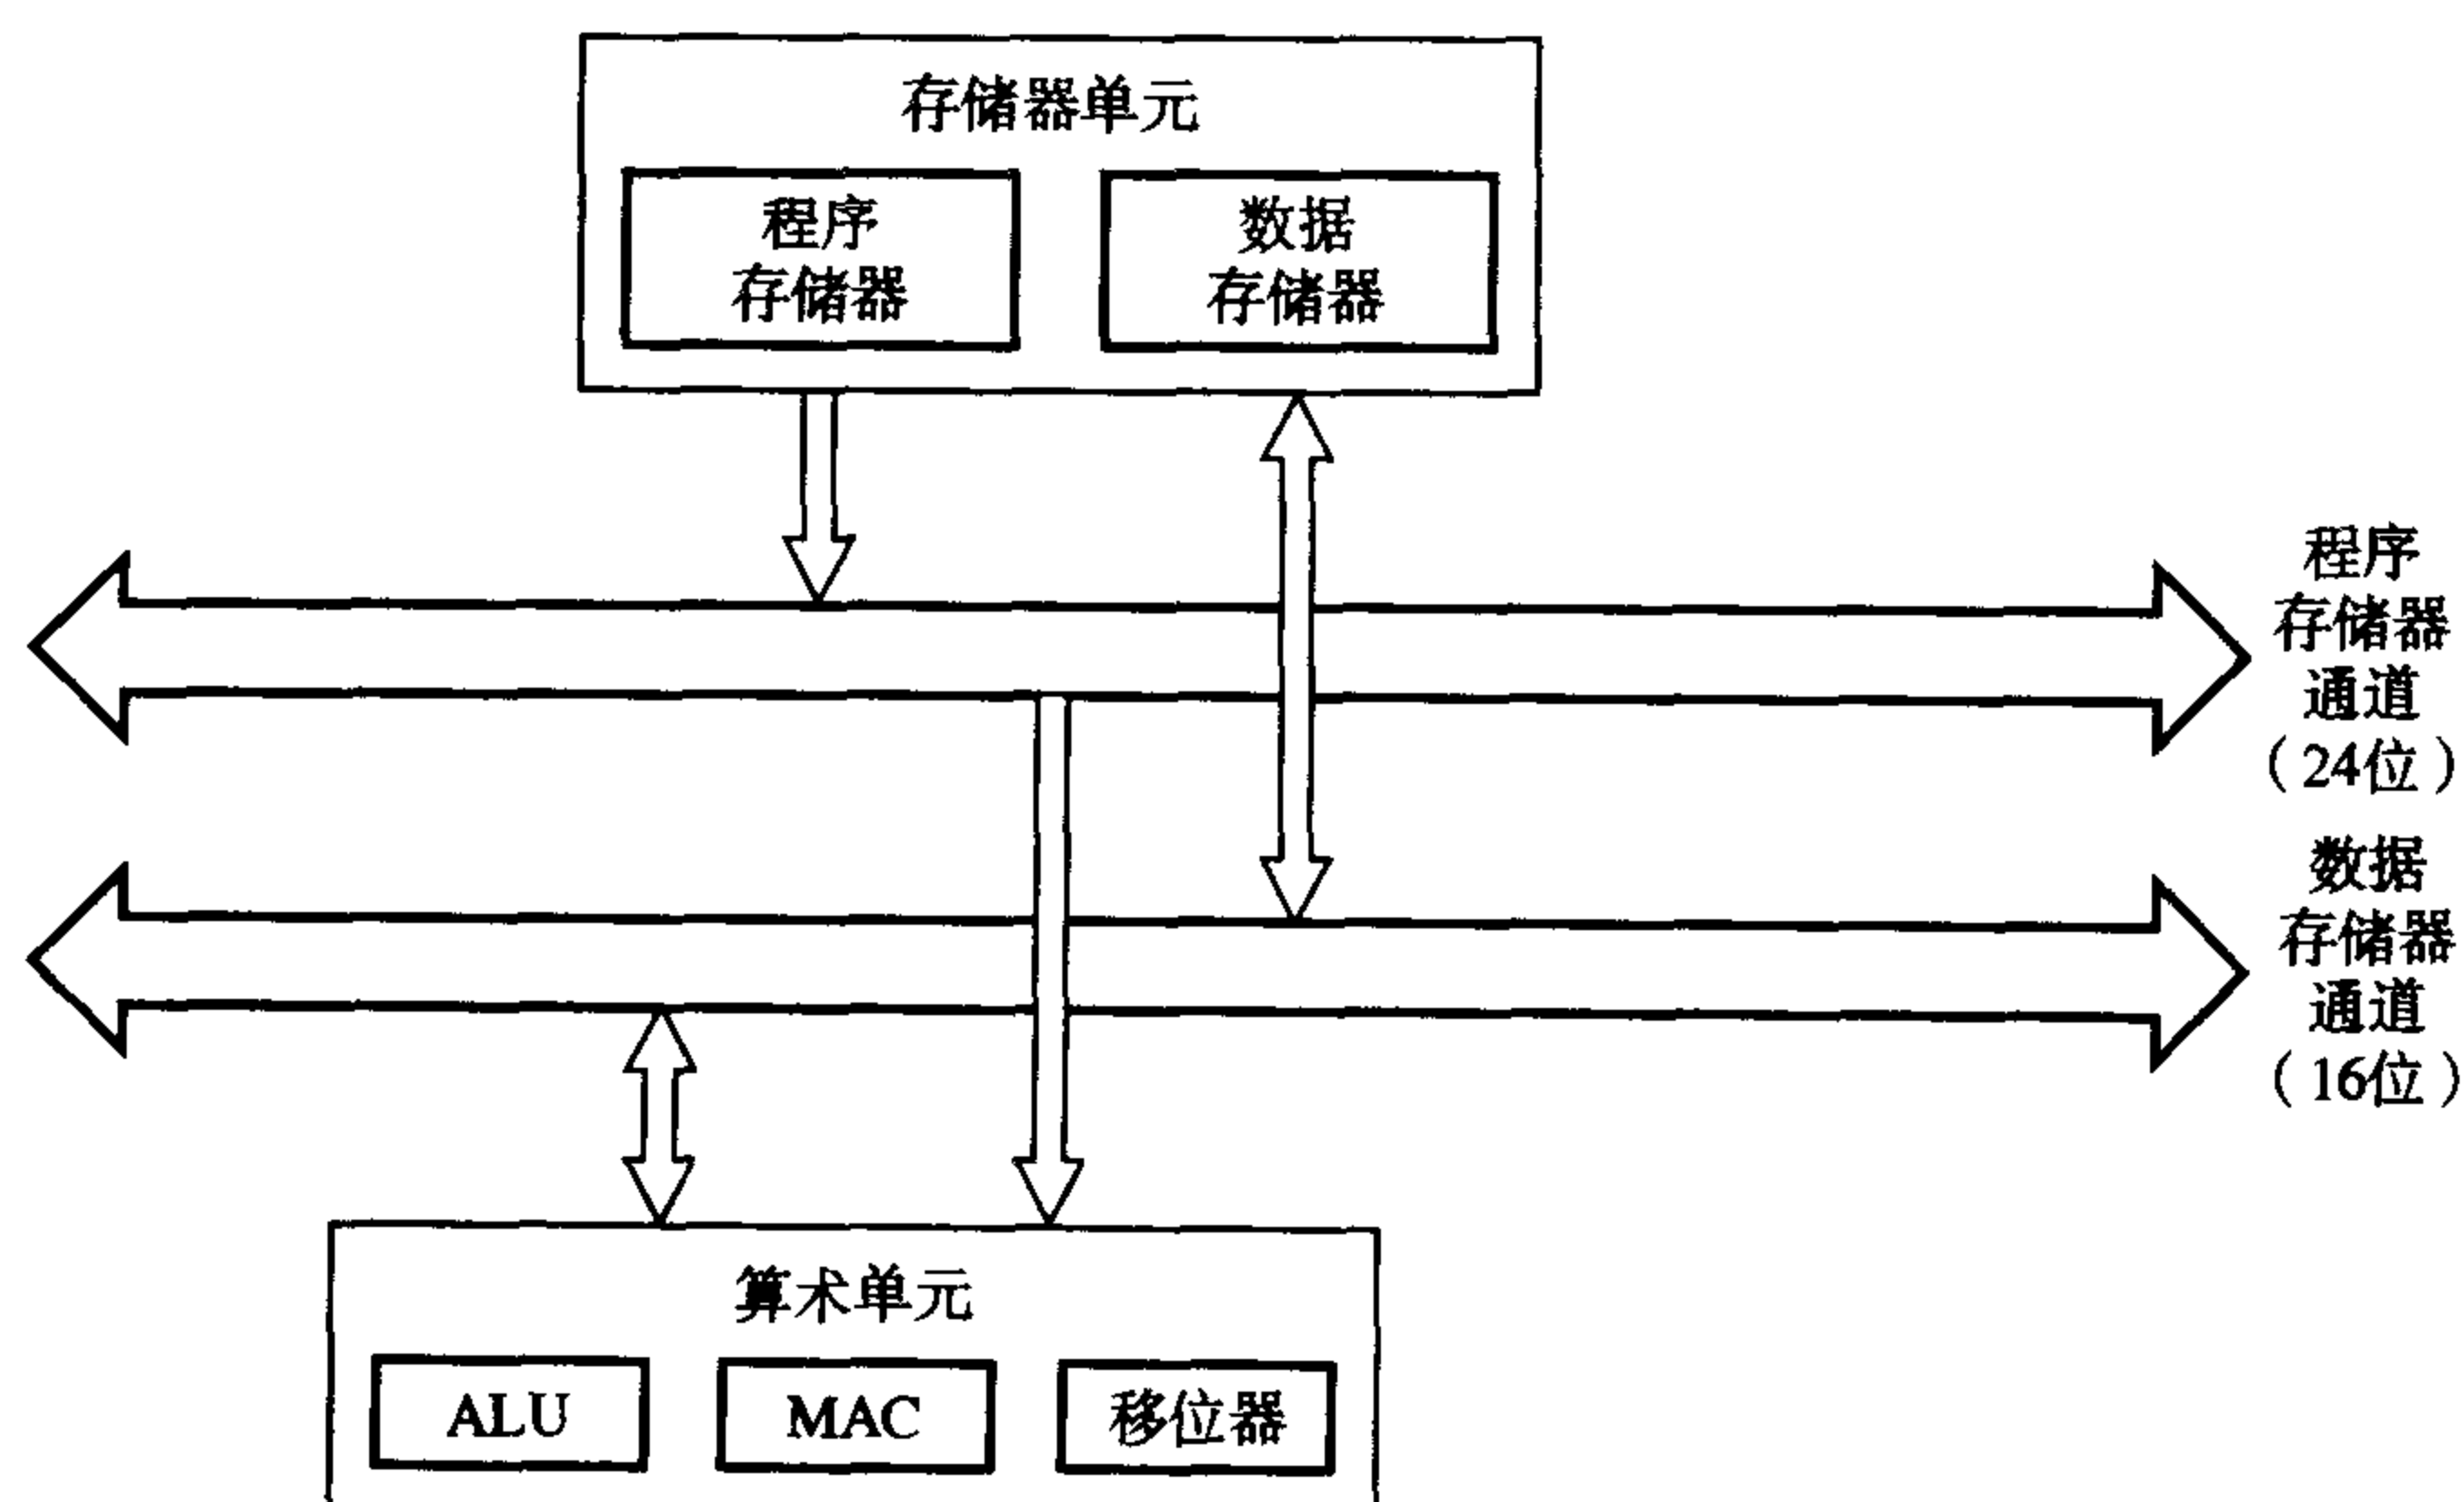 存储器单元
程序
存储器
数据
存储器
程序
存储器
通道
（24位）
数据
存储器
通道
（16位）
算术单元
ALU
MAC
移位器